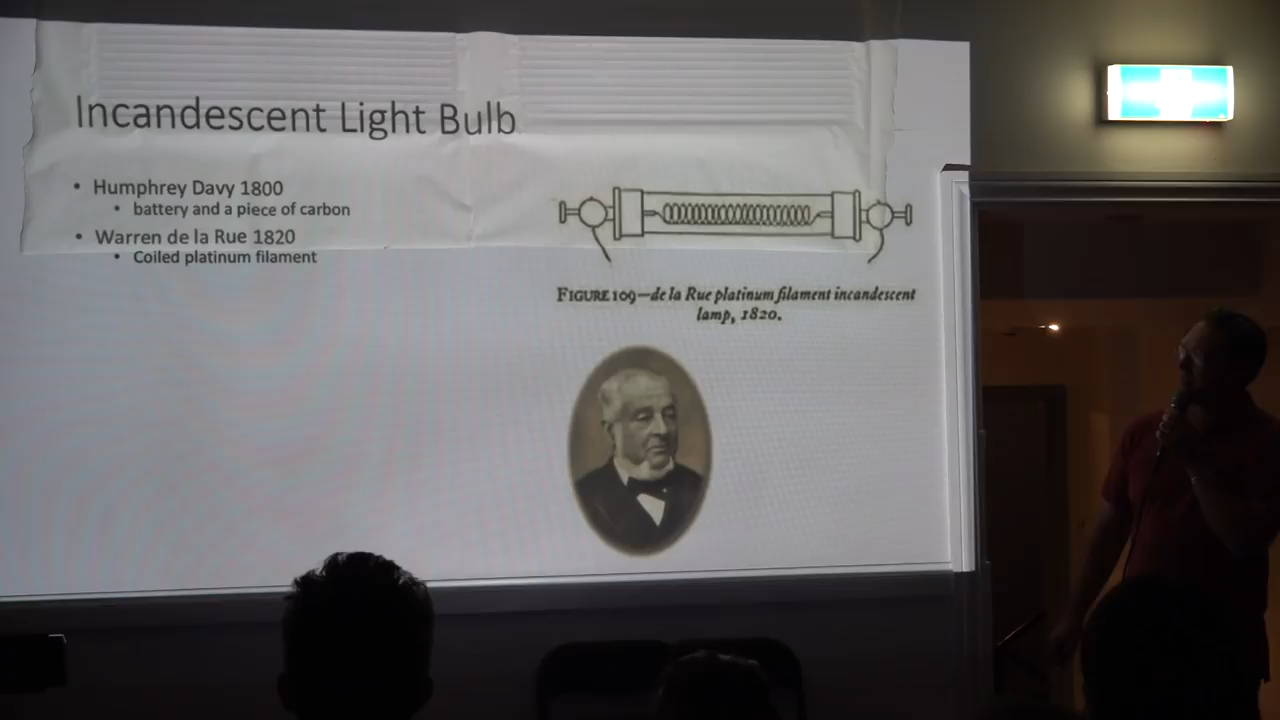 Incandescent Light Bulb
• Humphrey Davy 1800
• battery and a piece of carbon
• Warren de la Rue 1820
• Coiled platinum filament
FIGURE 109—de la Rue platinum filament incandescent
lamp, 1820.